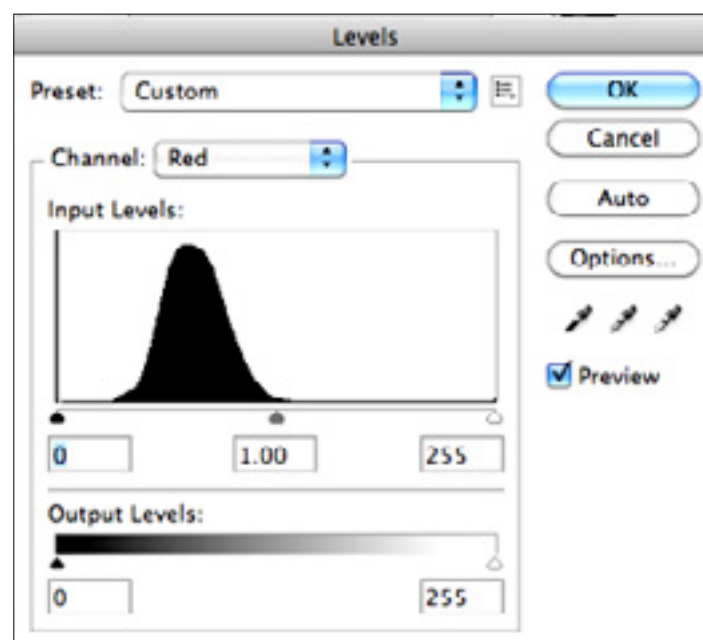 Levels
Preset: Custom
OK
Cancel
Channel: Red
Auto
Input Levels:
Options...
Preview
0 1.00 255
Output Levels:
0 255